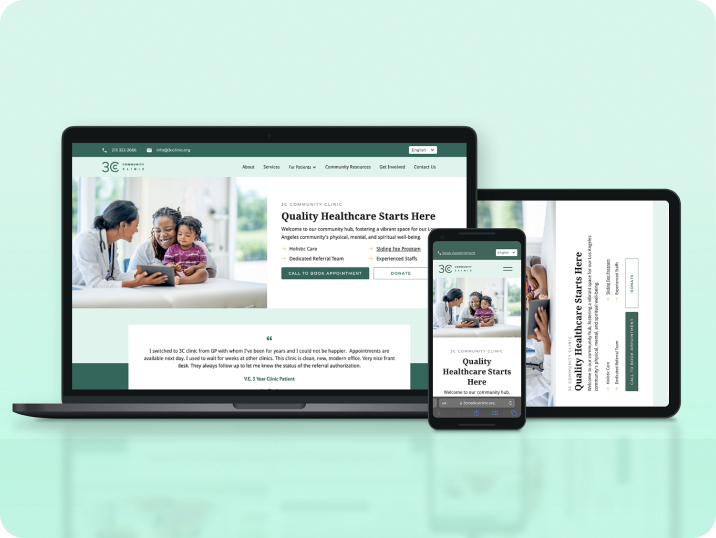 213 322-3666
info@3cclinic.org
English
3C COMMUNITY
CLINIC
About Services For Patients Community Resources Get Involved Contact Us
3C COMMUNITY CLINIC
Quality Healthcare Starts Here
Welcome to our community hub, fostering a vibrant space for our Los
Angeles community's physical, mental, and spiritual well-being.
Holistic Care
Sliding Fee Program
Dedicated Referral Team
Experienced Staffs
CALL TO BOOK APPOINTMENT
DONATE
“
I switched to 3C clinic from GP with whom I've been for years and I could not be happier. Appointments are
available next day. I used to wait for weeks at other clinics. This clinic is clean, new, modern office. Very nice front
desk. They always follow up to let me know the status of the referral authorization.
V.E, 3 Year Clinic Patient
Book Appointment
English
3C COMMUNITY
CLINIC
3C COMMUNITY CLINIC
Quality
Healthcare Starts
Here
Welcome to our community hub,
3C COMMUNITY CLINIC
Quality Healthcare Starts Here
Welcome to our community hub, fostering a vibrant space for our Los Angeles
community's physical, mental, and spiritual well-being.
Holistic Care
Sliding Fee Program
Dedicated Referral Team
Experienced Staffs
CALL TO BOOK APPOINTMENT
DONATE